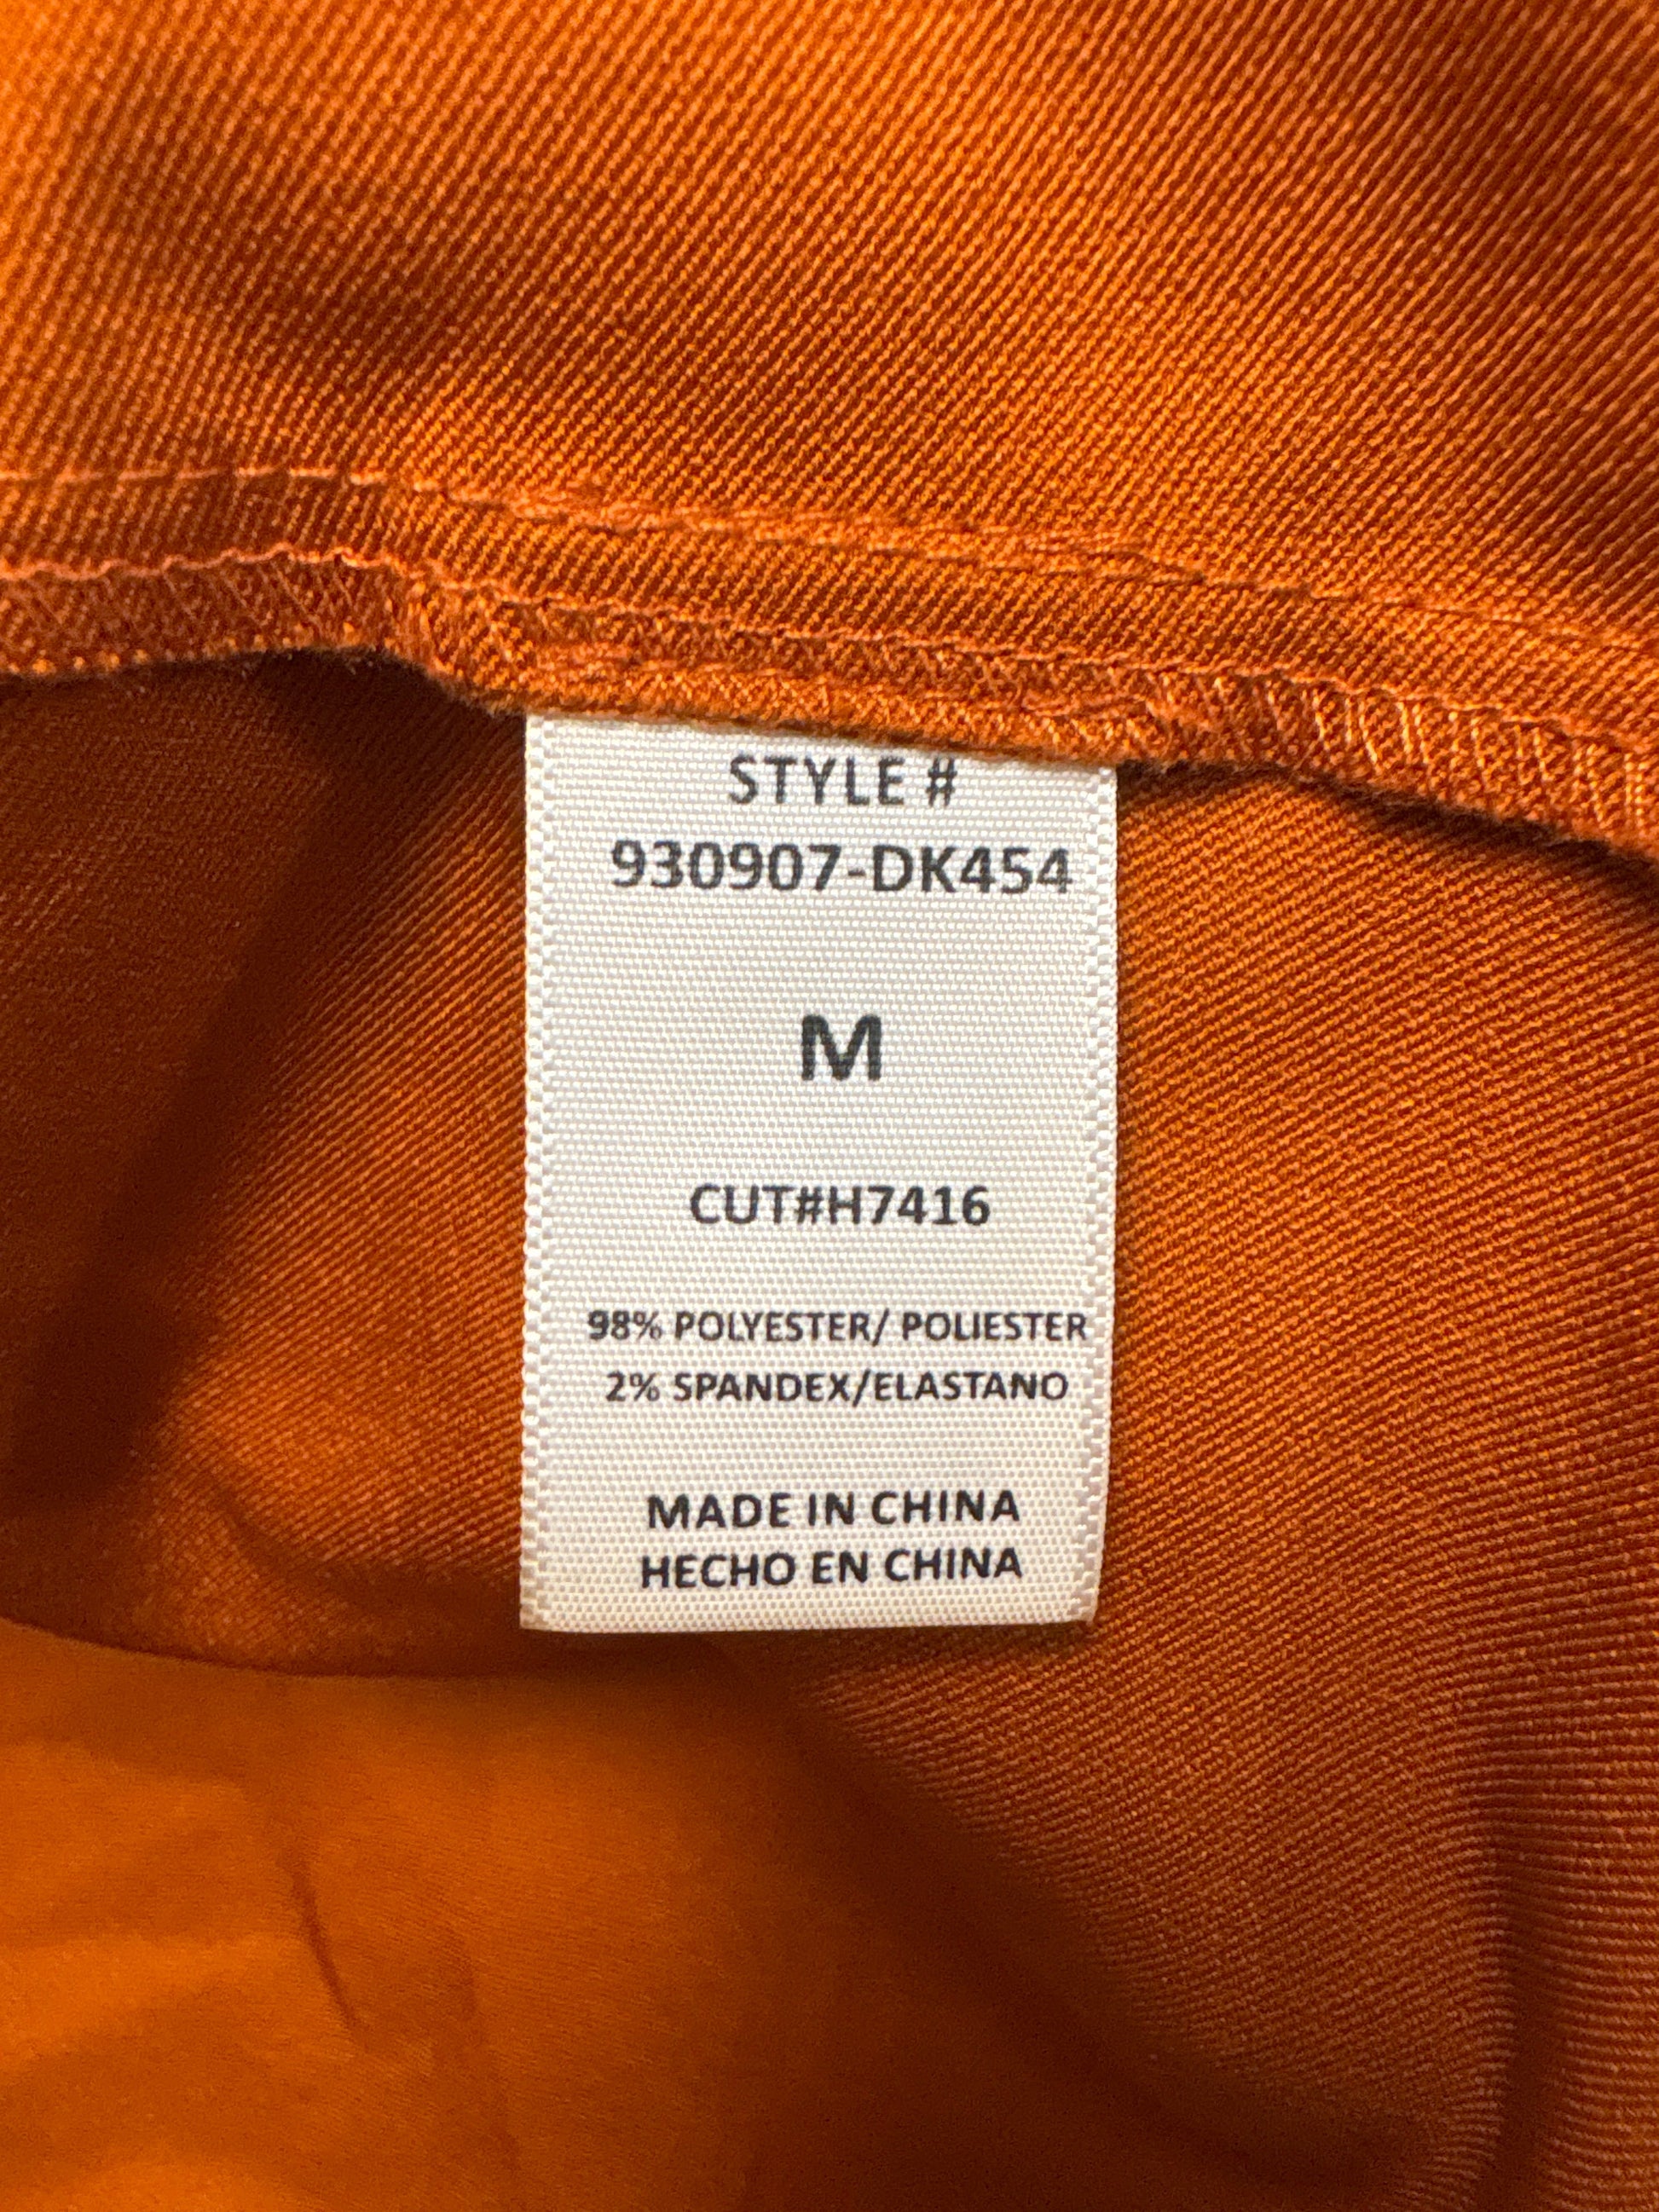 STYLE #
930907-DK454
M
CUT#H7416
98% POLYESTER/ POLIESTER
2% SPANDEX/ELASTANO
MADE IN CHINA
HECHO EN CHINA